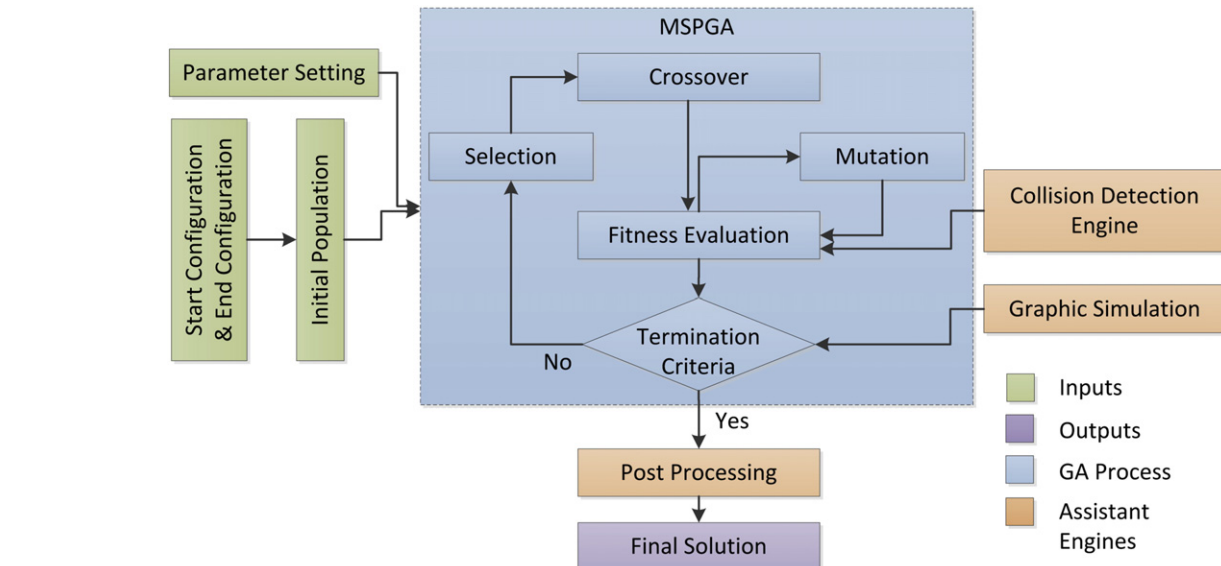 MSPGA
Parameter Setting
Crossover
Start Configuration
& End Configuration
Initial Population
Selection
Mutation
Fitness Evaluation
Collision Detection
Engine
Graphic Simulation
Termination
Criteria
No
Yes
Post Processing
Final Solution
Inputs
Outputs
GA Process
Assistant
Engines